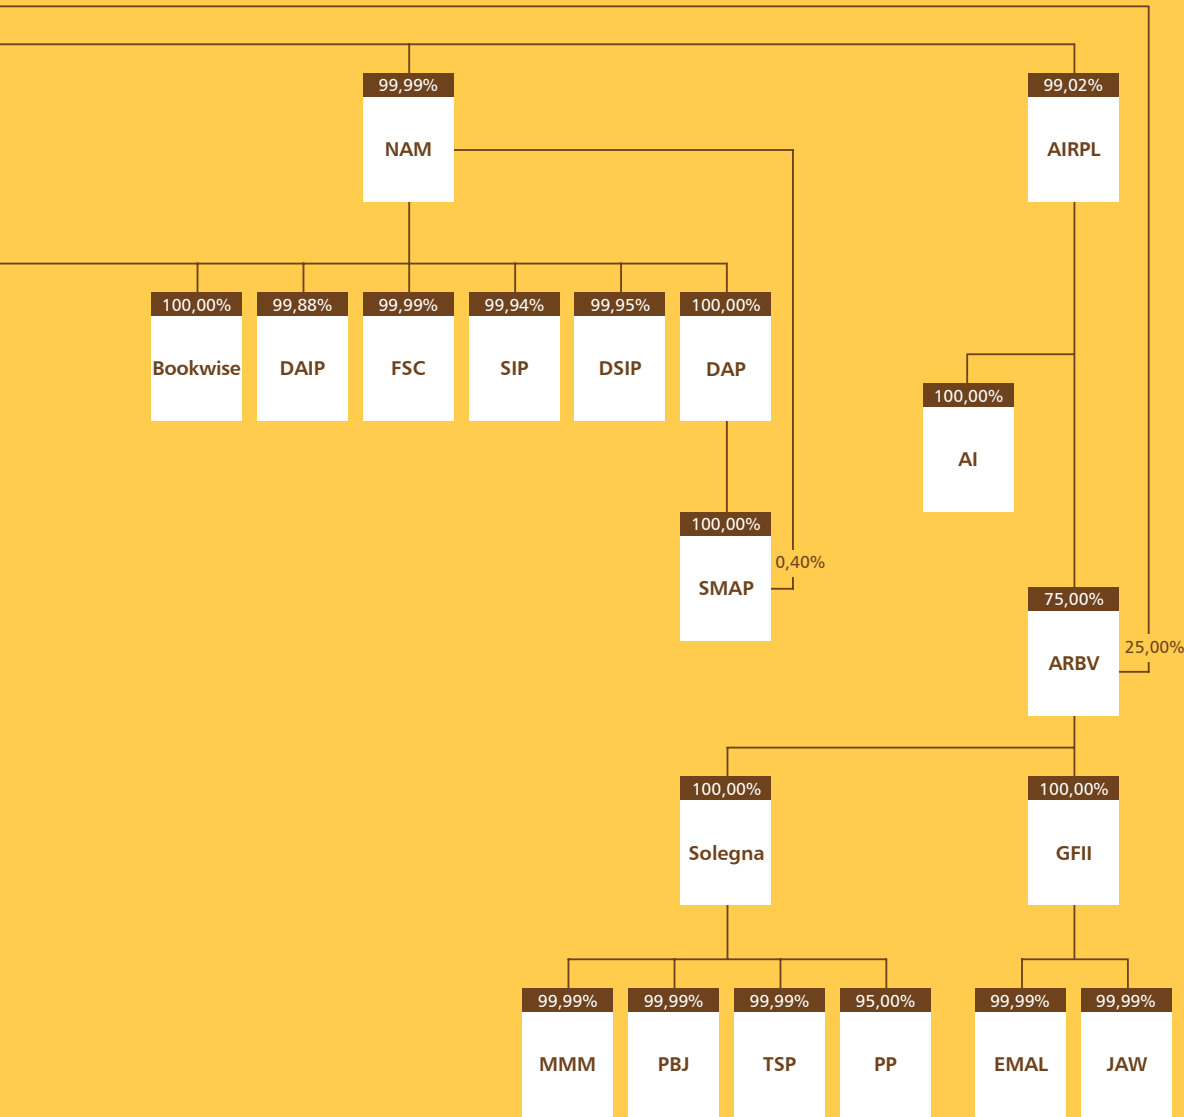 99,99%
NAM
99,02%
AIRPL
100,00%
Bookwise
99,88%
DAIP
99,99%
FSC
99,94%
SIP
99,95%
DSIP
100,00%
DAP
100,00%
AI
100,00%
SMAP
0,40%
75,00%
ARBV
25,00%
100,00%
Solegna
100,00%
GFII
99,99%
MMM
99,99%
PBJ
99,99%
TSP
95,00%
PP
99,99%
EMAL
99,99%
JAW